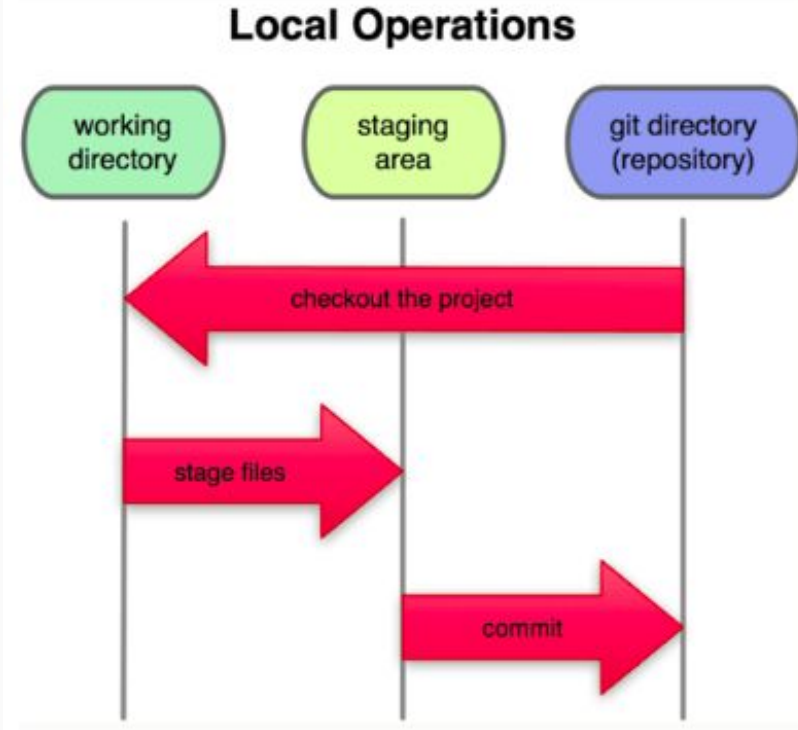 Local Operations
working
directory
staging
area
git directory
(repository)
checkout the project
stage files
commit